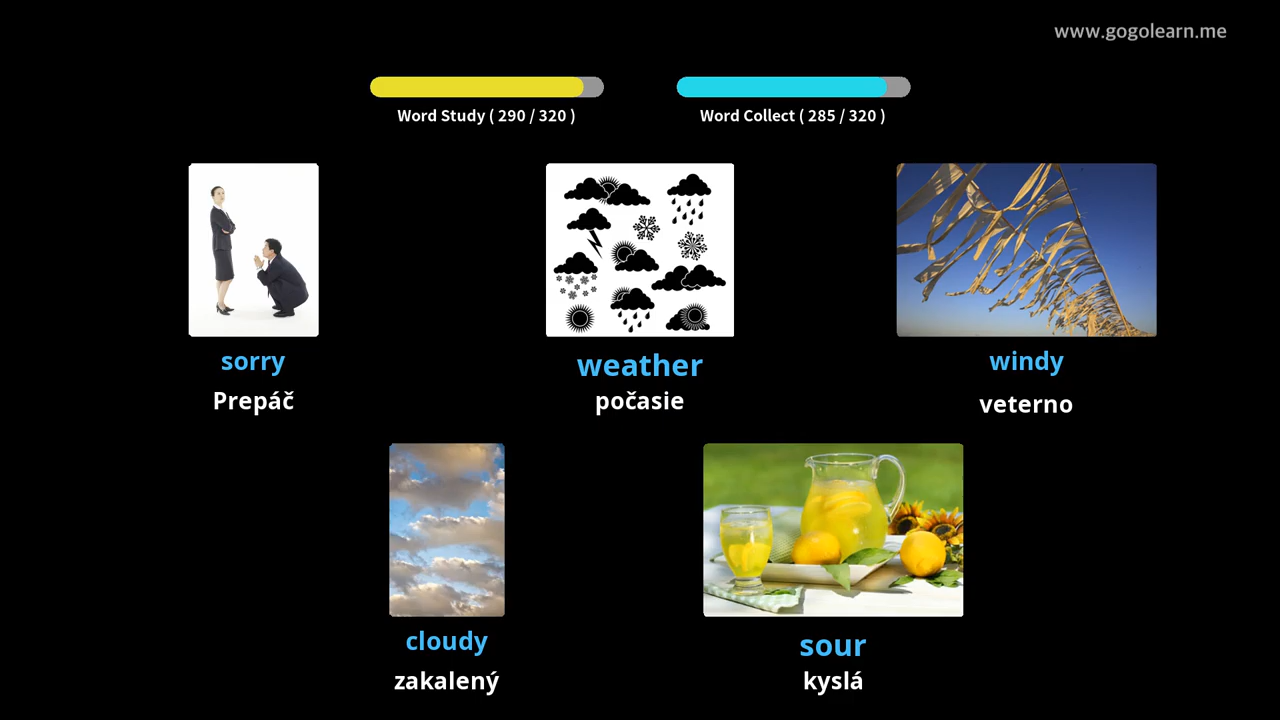 www.gogolearn.me
Word Study ( 290 / 320 )
Word Collect ( 285 / 320 )
sorry
Prepáč
weather
počasie
windy
veterno
cloudy
zakalený
sour
kyslá